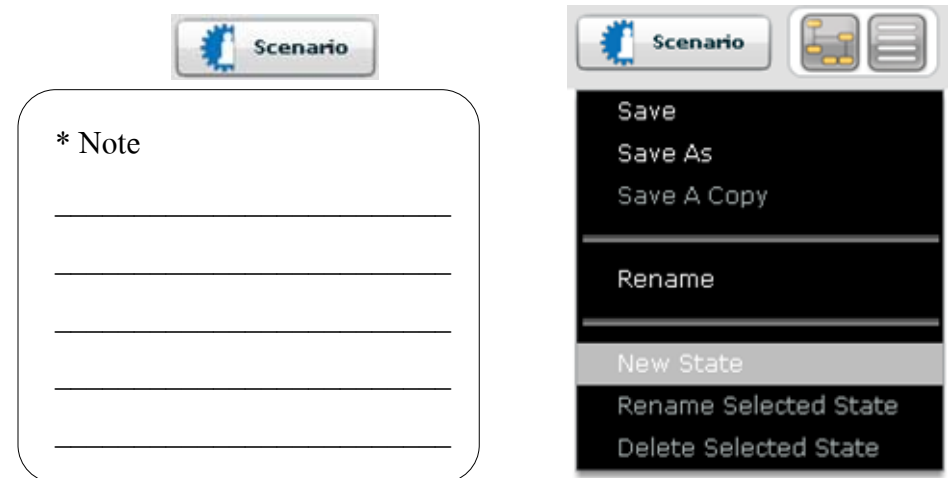 Scenario
* Note
Scenario
Save
Save As
Save A Copy
Rename
New State
Rename Selected State
Delete Selected State